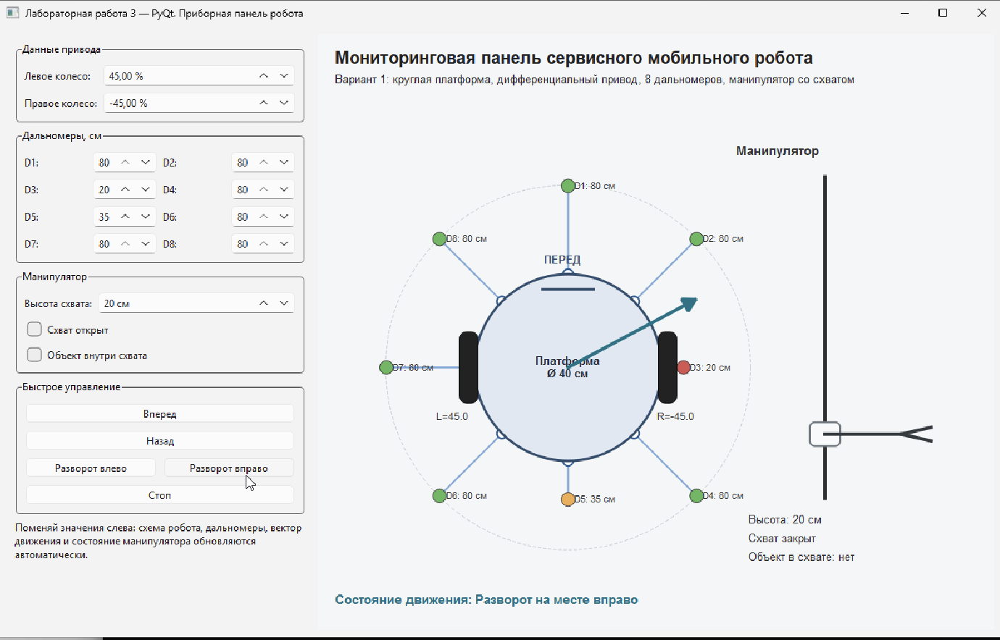 Лабораторная работа 3 — PyQt. Приборная панель робота
Данные привода
Левое колесо: 45,00 %
Правое колесо: -45,00 %
Дальномеры, см
D1: 80 D2: 80
D3: 20 D4: 80
D5: 35 D6: 80
D7: 80 D8: 80
Манипулятор
Высота схвата: 20 см
Схват открыт
Объект внутри схвата
Быстрое управление
Вперед
Назад
Разворот влево Разворот вправо
Стоп
Поменяй значения слева: схема робота, дальномеры, вектор
движения и состояние манипулятора обновляются
автоматически.
Мониторинговая панель сервисного мобильного робота
Вариант 1: круглая платформа, дифференциальный привод, 8 дальномеров, манипулятор со схватом
D1: 80 см
D8: 80 см
D2: 80 см
ПЕРЕД
Платформа
Ø 40 см
D7: 80 см
D3: 20 см
L=45.0
R=-45.0
D6: 80 см
D5: 35 см
D4: 80 см
Манипулятор
Высота: 20 см
Схват закрыт
Объект в схвате: нет
Состояние движения: Разворот на месте вправо